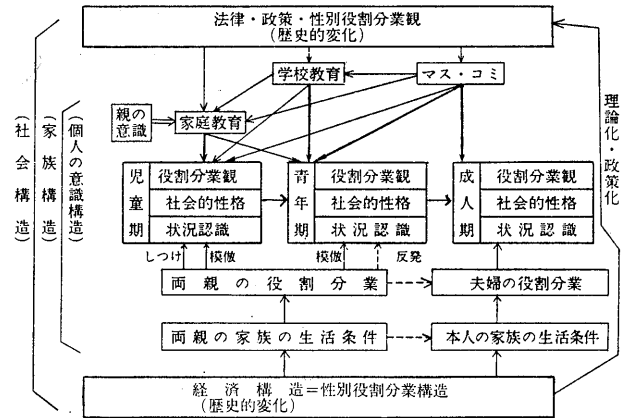 法律・政策・性別役割分業観
(歴史的変化)
学校教育
マス・コミ
親の意識
家庭教育
理論化・政策化
(社会構造)
(家族構造)
(個人の意識構造)
児童期
役割分業観
社会的性格
状況認識
青年期
役割分業観
社会的性格
状況認識
成人期
役割分業観
社会的性格
状況認識
しつけ
模倣
模倣
反発
両親の役割分業
夫婦の役割分業
両親の家族の生活条件
本人の家族の生活条件
経済構造=性別役割分業構造
(歴史的変化)